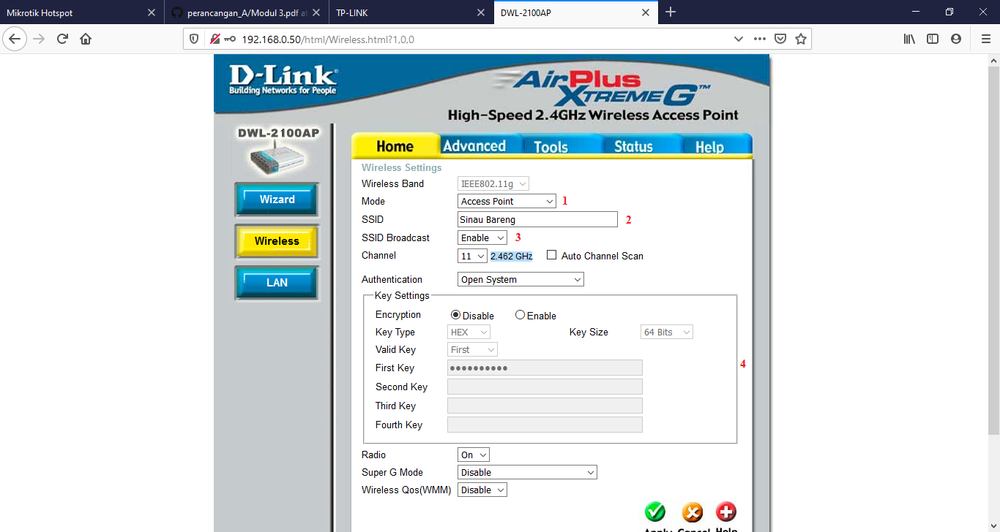 Mikrotik Hotspot
perancangan_A/Modul 3.pdf at
TP-LINK
DWL-2100AP
192.168.0.50/html/Wireless.html?1,0,0
D-Link
Building Networks for People
AirPlus
XTREME G™
High-Speed 2.4GHz Wireless Access Point
DWL-2100AP
Wizard
Wireless
LAN
Home Advanced Tools Status Help
Wireless Settings
Wireless Band IEEE802.11g
Mode Access Point 1
SSID Sinau Bareng 2
SSID Broadcast Enable 3
Channel 11 2.462 GHz Auto Channel Scan
Authentication Open System
Key Settings
Encryption Disable Enable
Key Type HEX Key Size 64 Bits
Valid Key First
First Key ●●●●●●●●●●
4
Second Key
Third Key
Fourth Key
Radio On
Super G Mode Disable
Wireless Qos(WMM) Disable
Apply Cancel Help